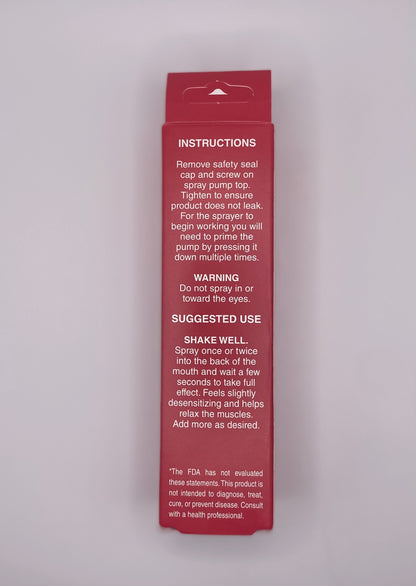 INSTRUCTIONS
Remove safety seal
cap and screw on
spray pump top.
Tighten to ensure
product does not leak.
For the sprayer to
begin working you will
need to prime the
pump by pressing it
down multiple times.
WARNING
Do not spray in or
toward the eyes.
SUGGESTED USE
SHAKE WELL.
Spray once or twice
into the back of the
mouth and wait a few
seconds to take full
effect. Feels slightly
desensitizing and helps
relax the muscles.
Add more as desired.
*The FDA has not evaluated
these statements. This product is
not intended to diagnose, treat,
cure, or prevent disease. Consult
with a health professional.